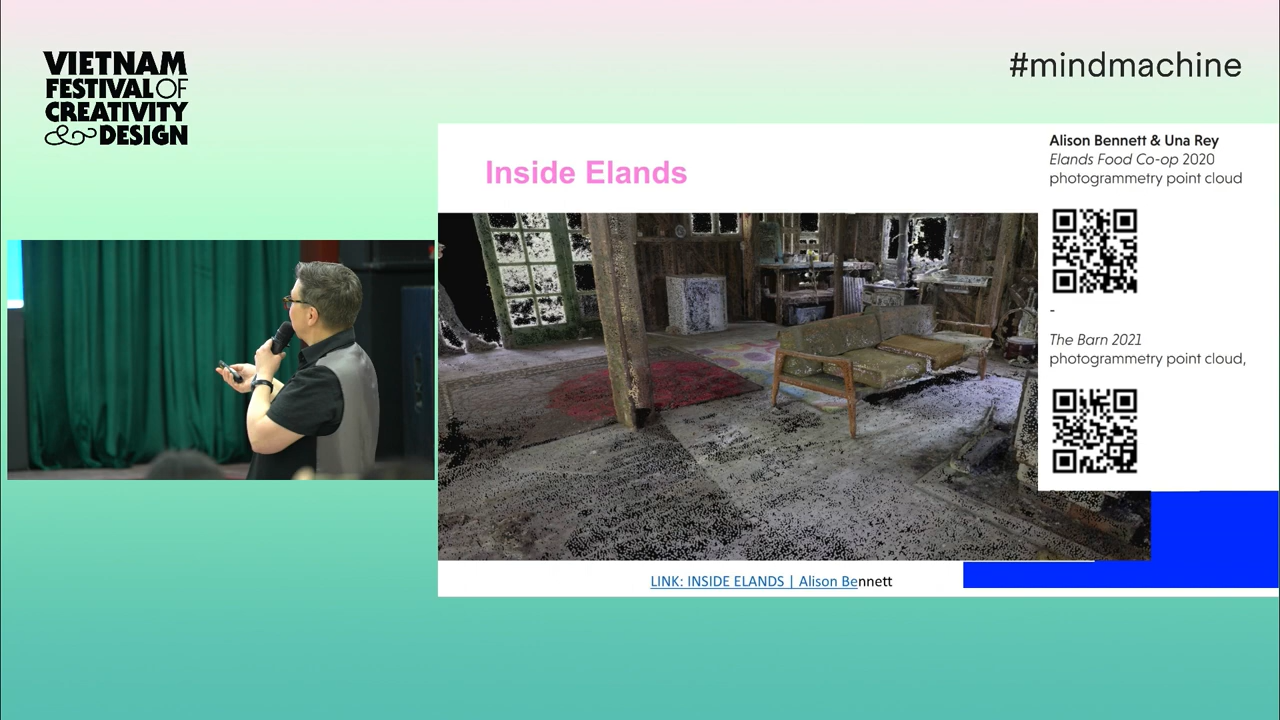 VIETNAM
FESTIVAL OF
CREATIVITY
& DESIGN
#mindmachine
Inside Elands
Alison Bennett & Una Rey
Elands Food Co-op 2020
photogrammetry point cloud
-
The Barn 2021
photogrammetry point cloud,
LINK: INSIDE ELANDS | Alison Bennett